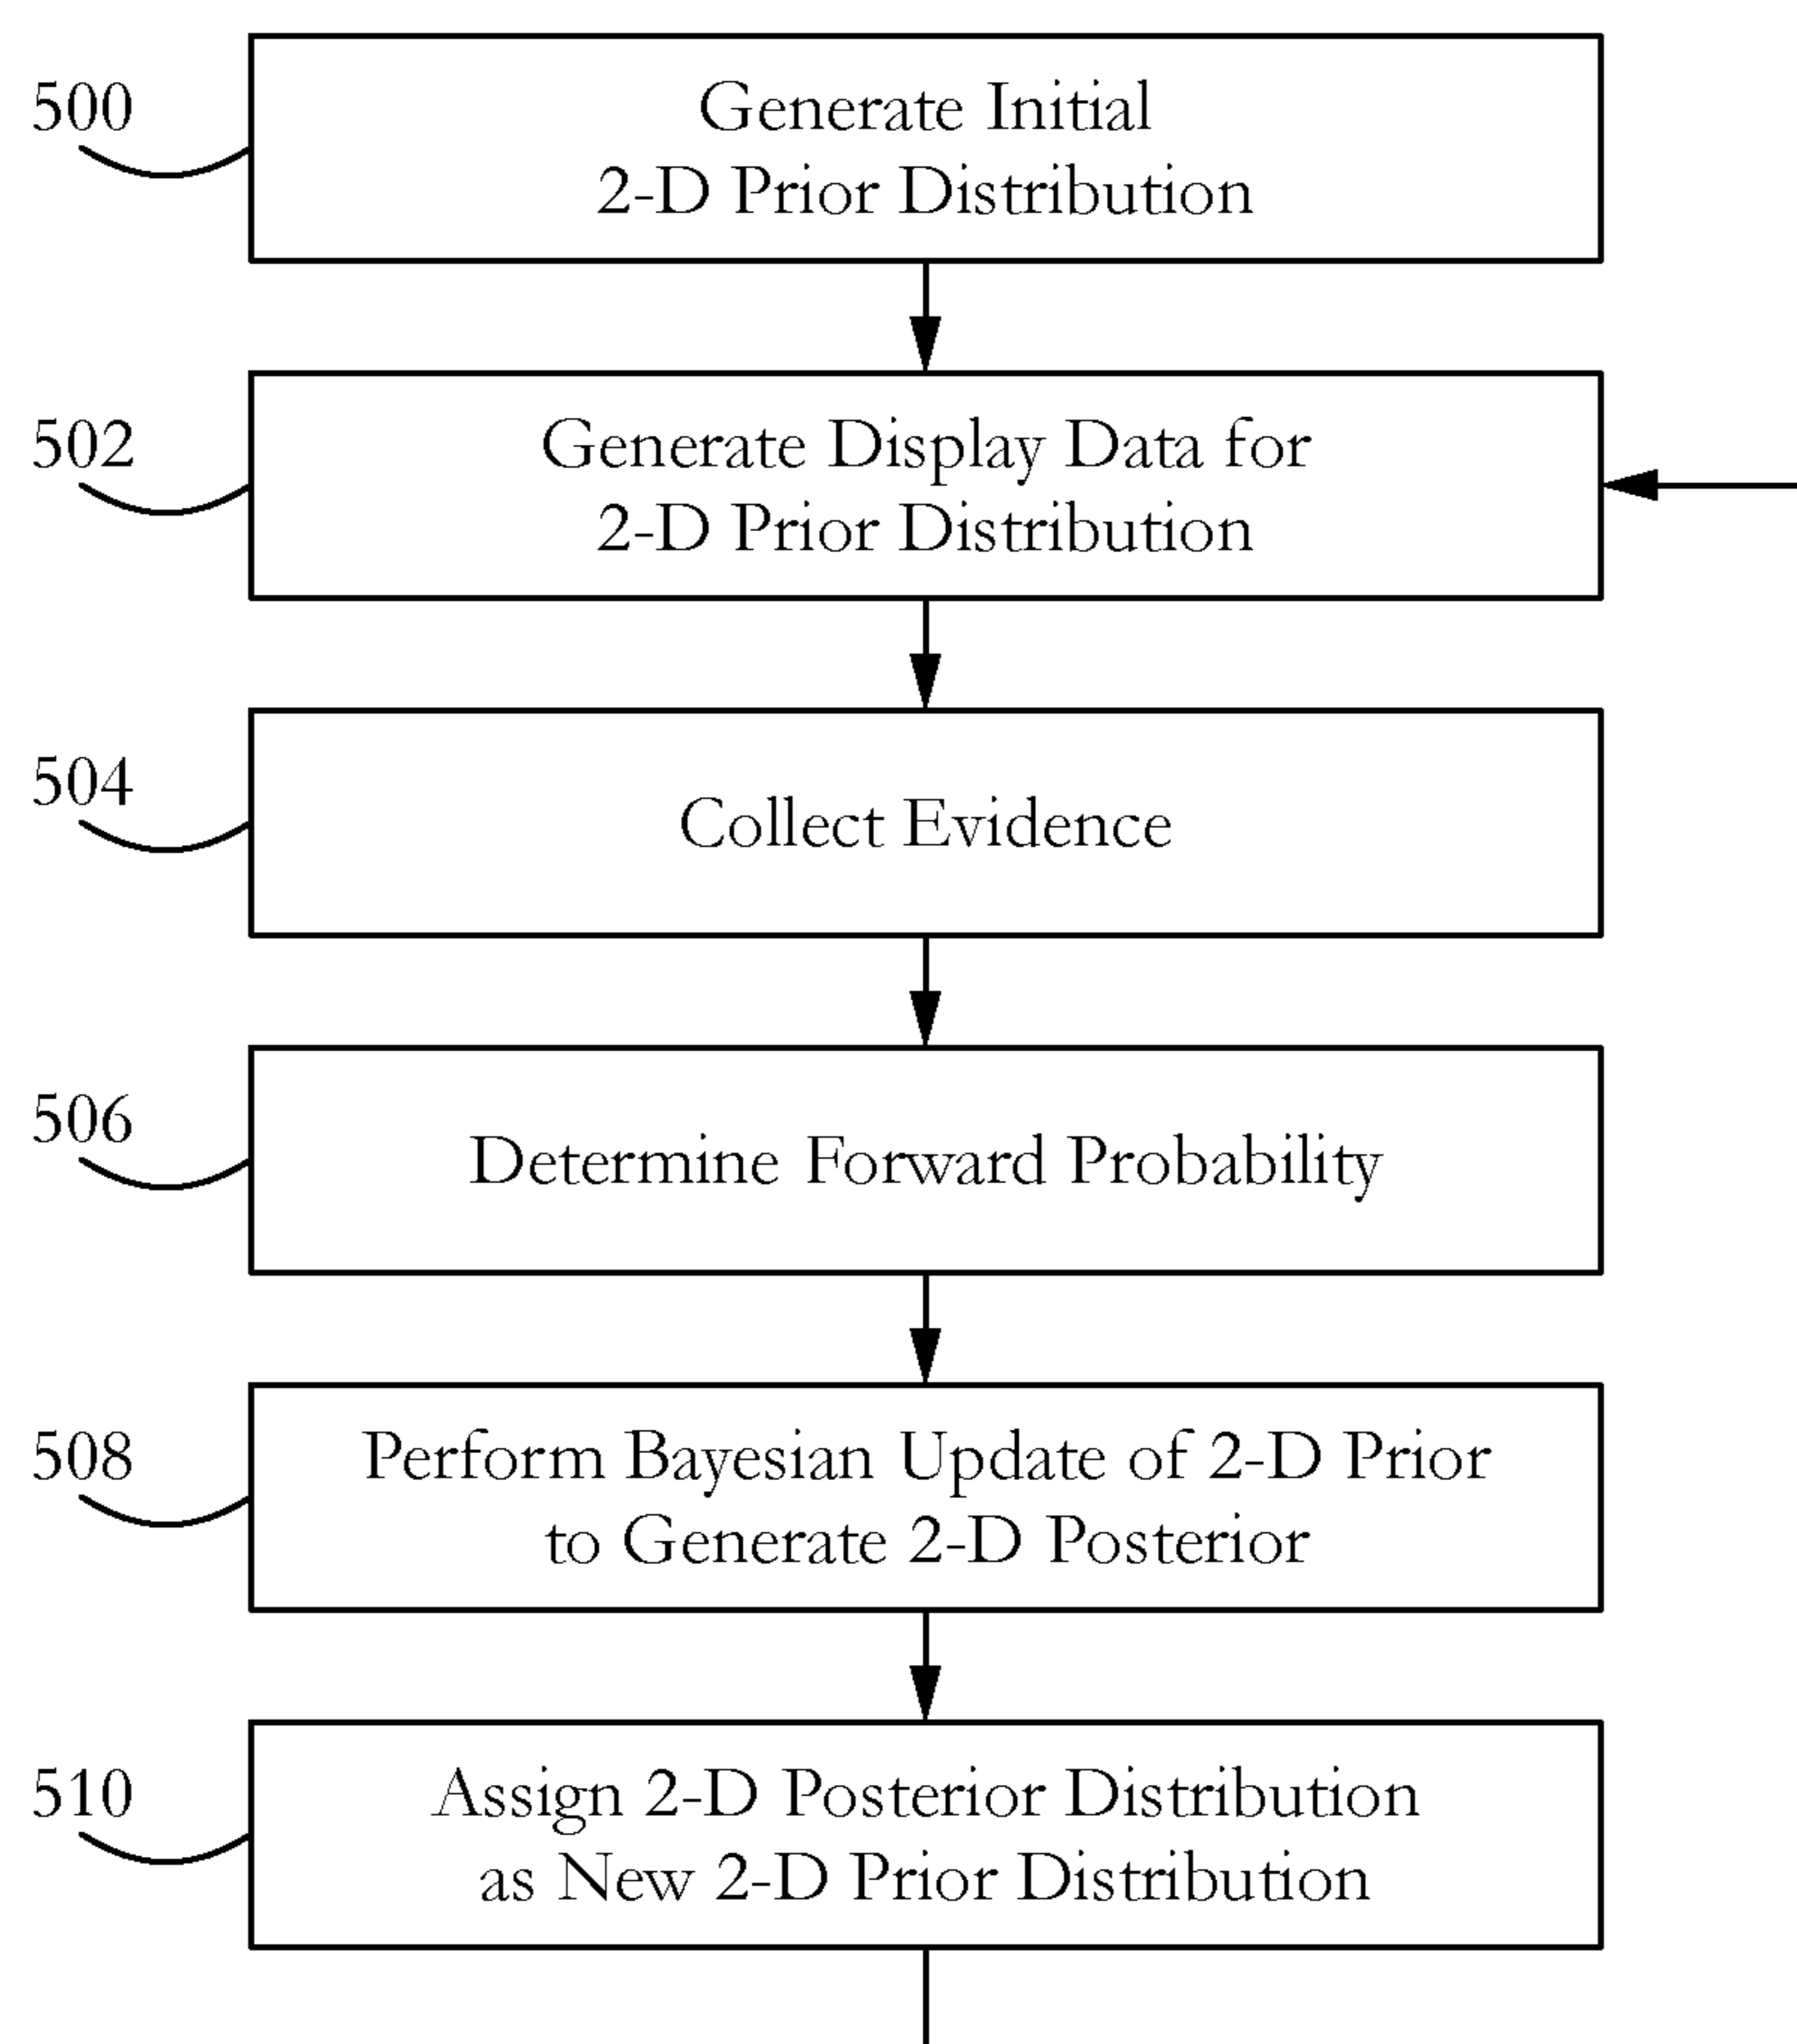 500
Generate Initial
2-D Prior Distribution
502
Generate Display Data for
2-D Prior Distribution
504
Collect Evidence
506
Determine Forward Probability
508
Perform Bayesian Update of 2-D Prior
to Generate 2-D Posterior
510
Assign 2-D Posterior Distribution
as New 2-D Prior Distribution